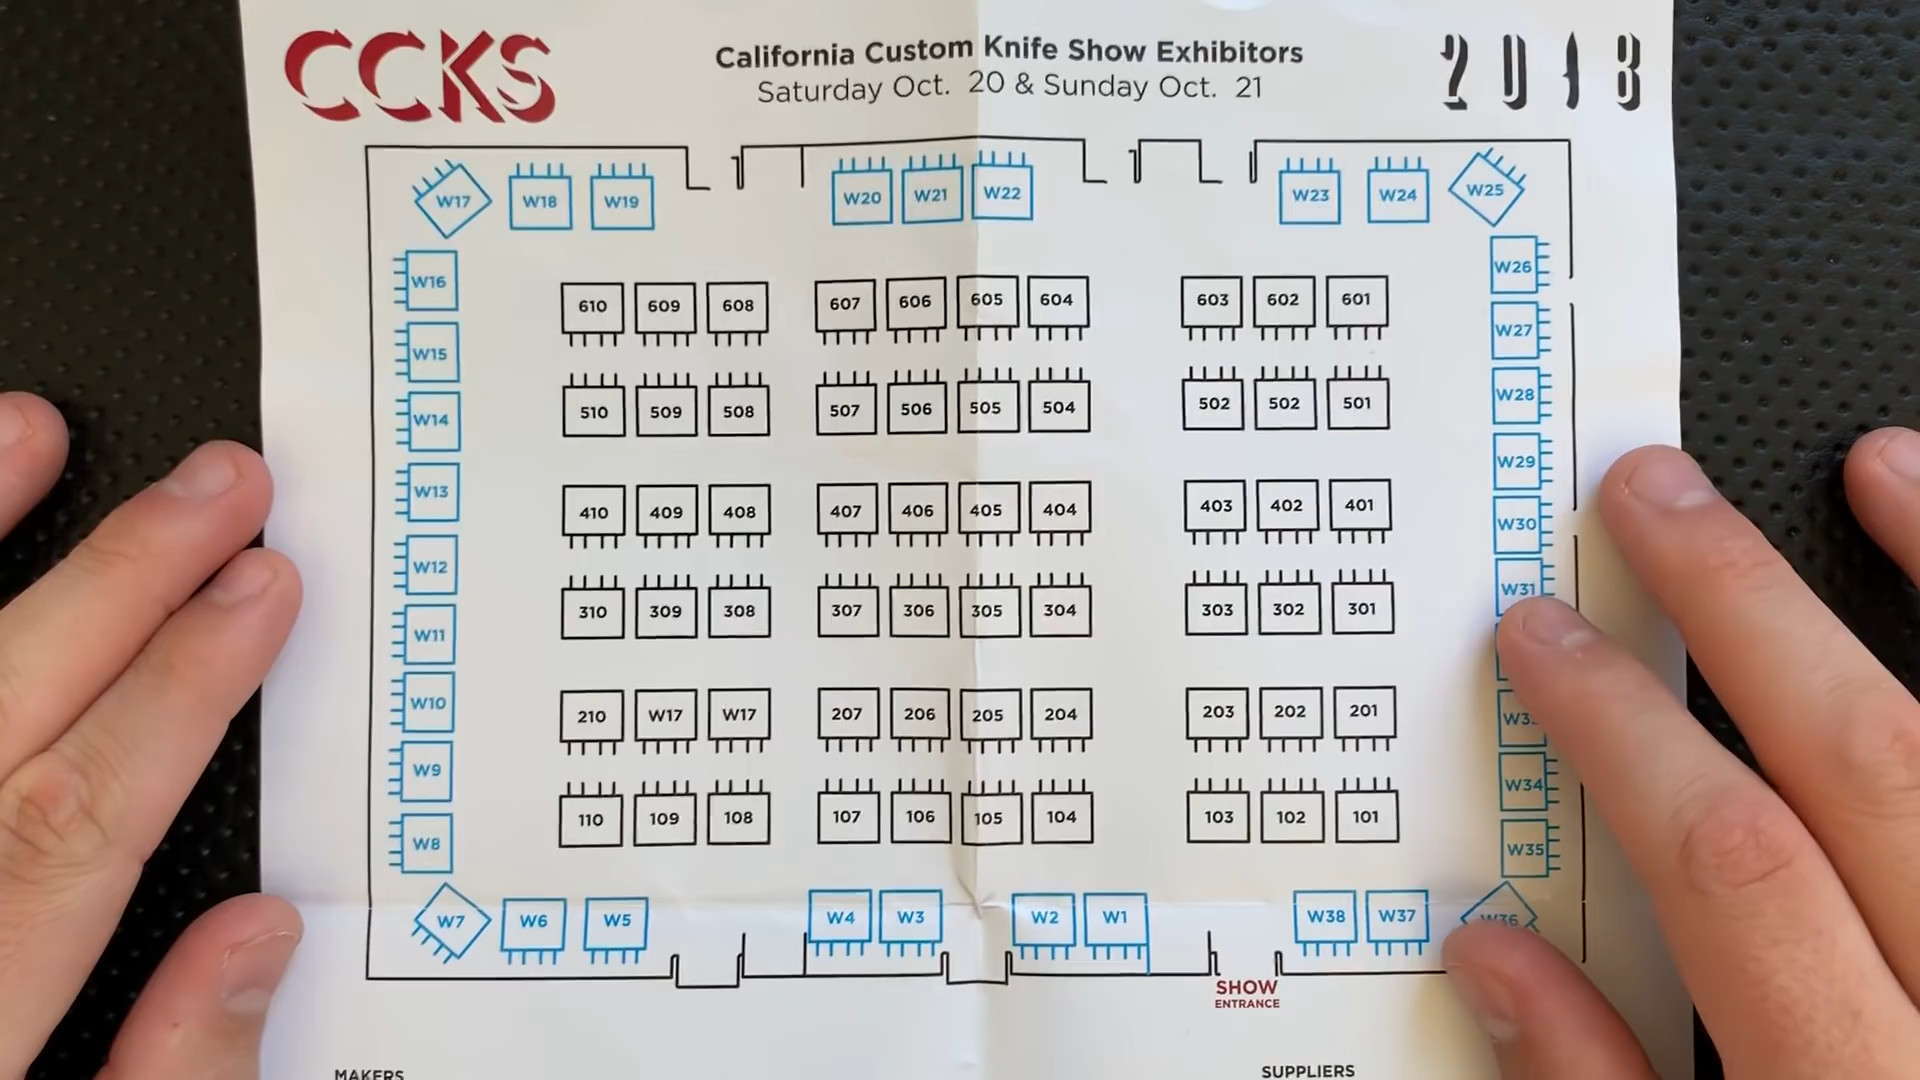 CCKS
California Custom Knife Show Exhibitors
Saturday Oct. 20 & Sunday Oct. 21
2018
W17 W18 W19 W20 W21 W22 W23 W24 W25
W16 W26
610 609 608 607 606 605 604 603 602 601
W15 W27
510 509 508 507 506 505 504 502 502 501
W14 W28
W13 W29
410 409 408 407 406 405 404 403 402 401
W30
W12 W31
310 309 308 307 306 305 304 303 302 301
W11
W10
210 W17 W17 207 206 205 204 203 202 201
W9 W34
110 109 108 107 106 105 104 103 102 101
W8 W35
W7 W6 W5 W4 W3 W2 W1 W38 W37 W36
SHOW
ENTRANCE
MAKERS SUPPLIERS